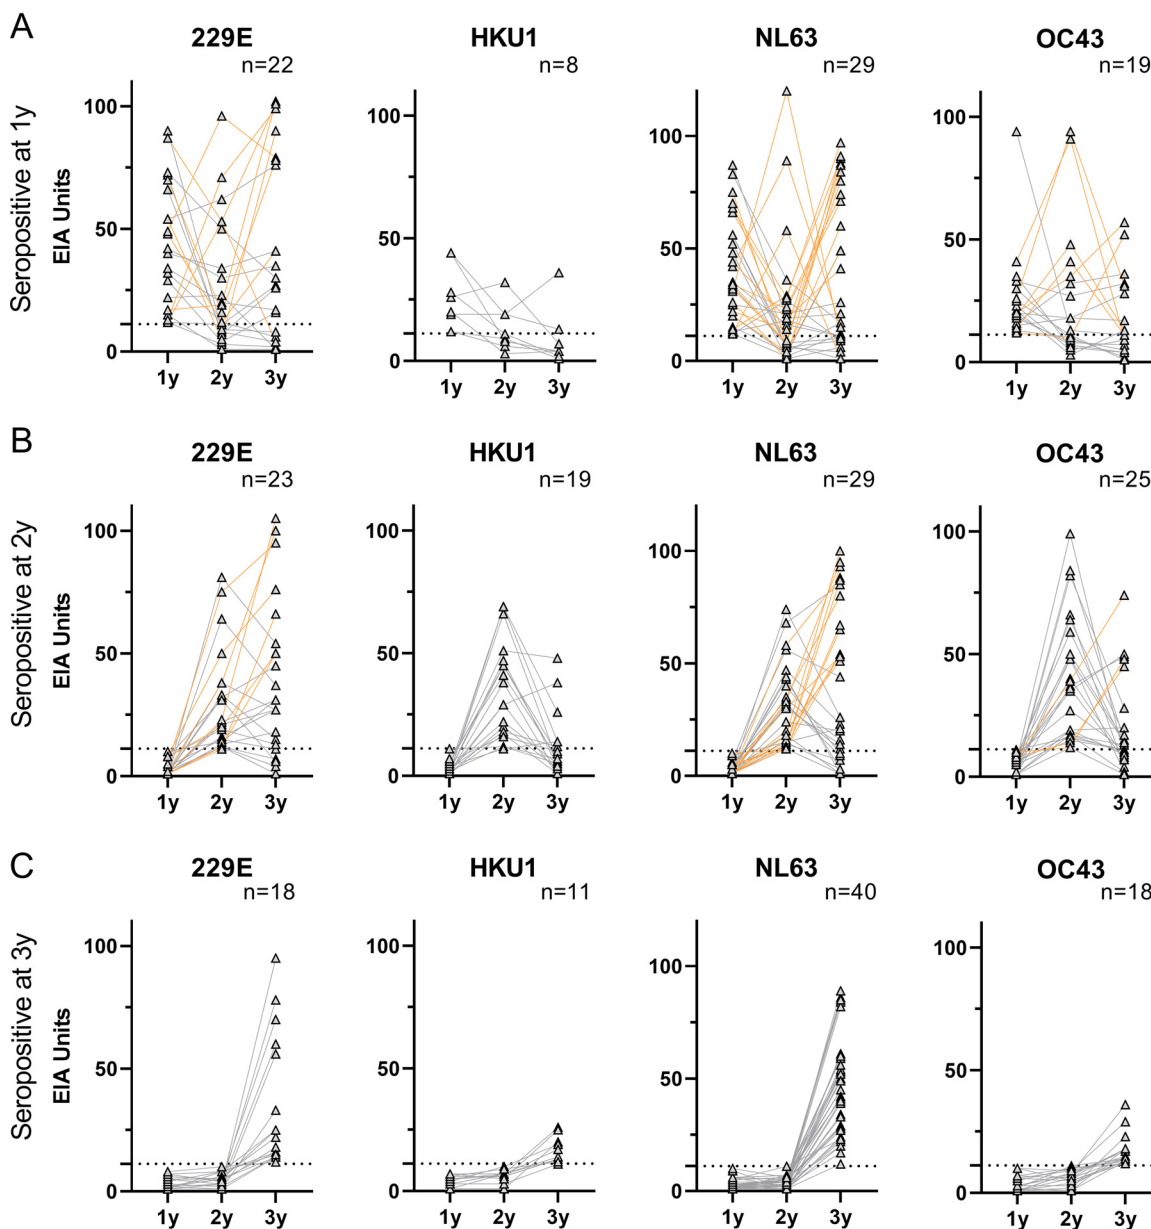 A
229E
HKU1
NL63
OC43
n=22
n=8
n=29
n=19
Seropositive at 1y
EIA Units
100
50
0
100
50
0
100
50
0
100
50
0
1y 2y 3y
1y 2y 3y
1y 2y 3y
1y 2y 3y
B
229E
HKU1
NL63
OC43
n=23
n=19
n=29
n=25
Seropositive at 2y
EIA Units
100
50
0
100
50
0
100
50
0
100
50
0
1y 2y 3y
1y 2y 3y
1y 2y 3y
1y 2y 3y
C
229E
HKU1
NL63
OC43
n=18
n=11
n=40
n=18
Seropositive at 3y
EIA Units
100
50
0
100
50
0
100
50
0
100
50
0
1y 2y 3y
1y 2y 3y
1y 2y 3y
1y 2y 3y